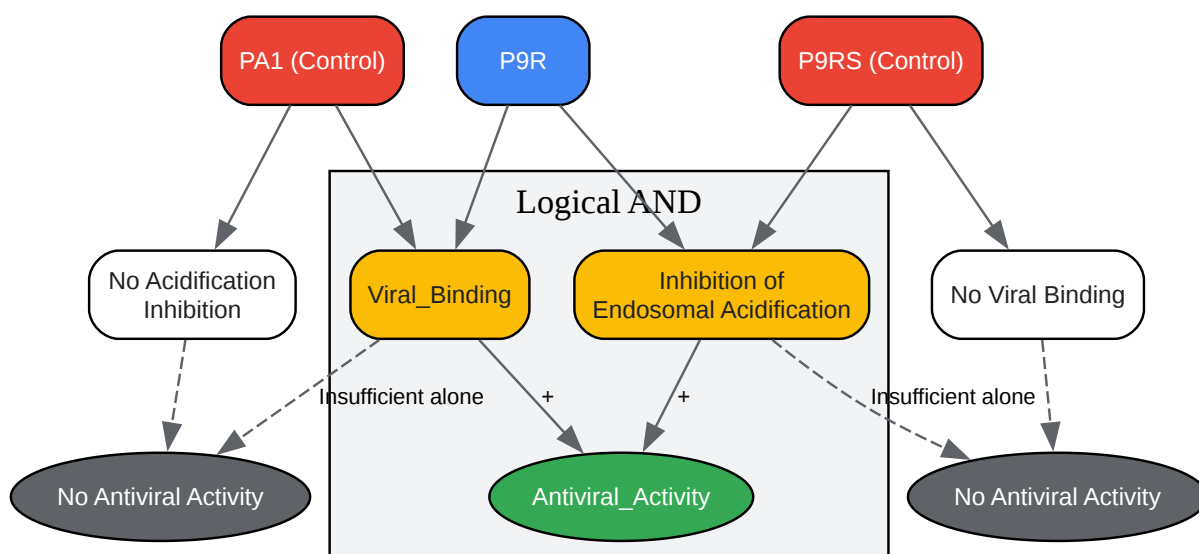 PA1 (Control)
P9R
P9RS (Control)
Logical AND
No Acidification
Inhibition
Viral_Binding
Inhibition of
Endosomal Acidification
No Viral Binding
Insufficient alone
+
+
Insufficient alone
No Antiviral Activity
Antiviral_Activity
No Antiviral Activity